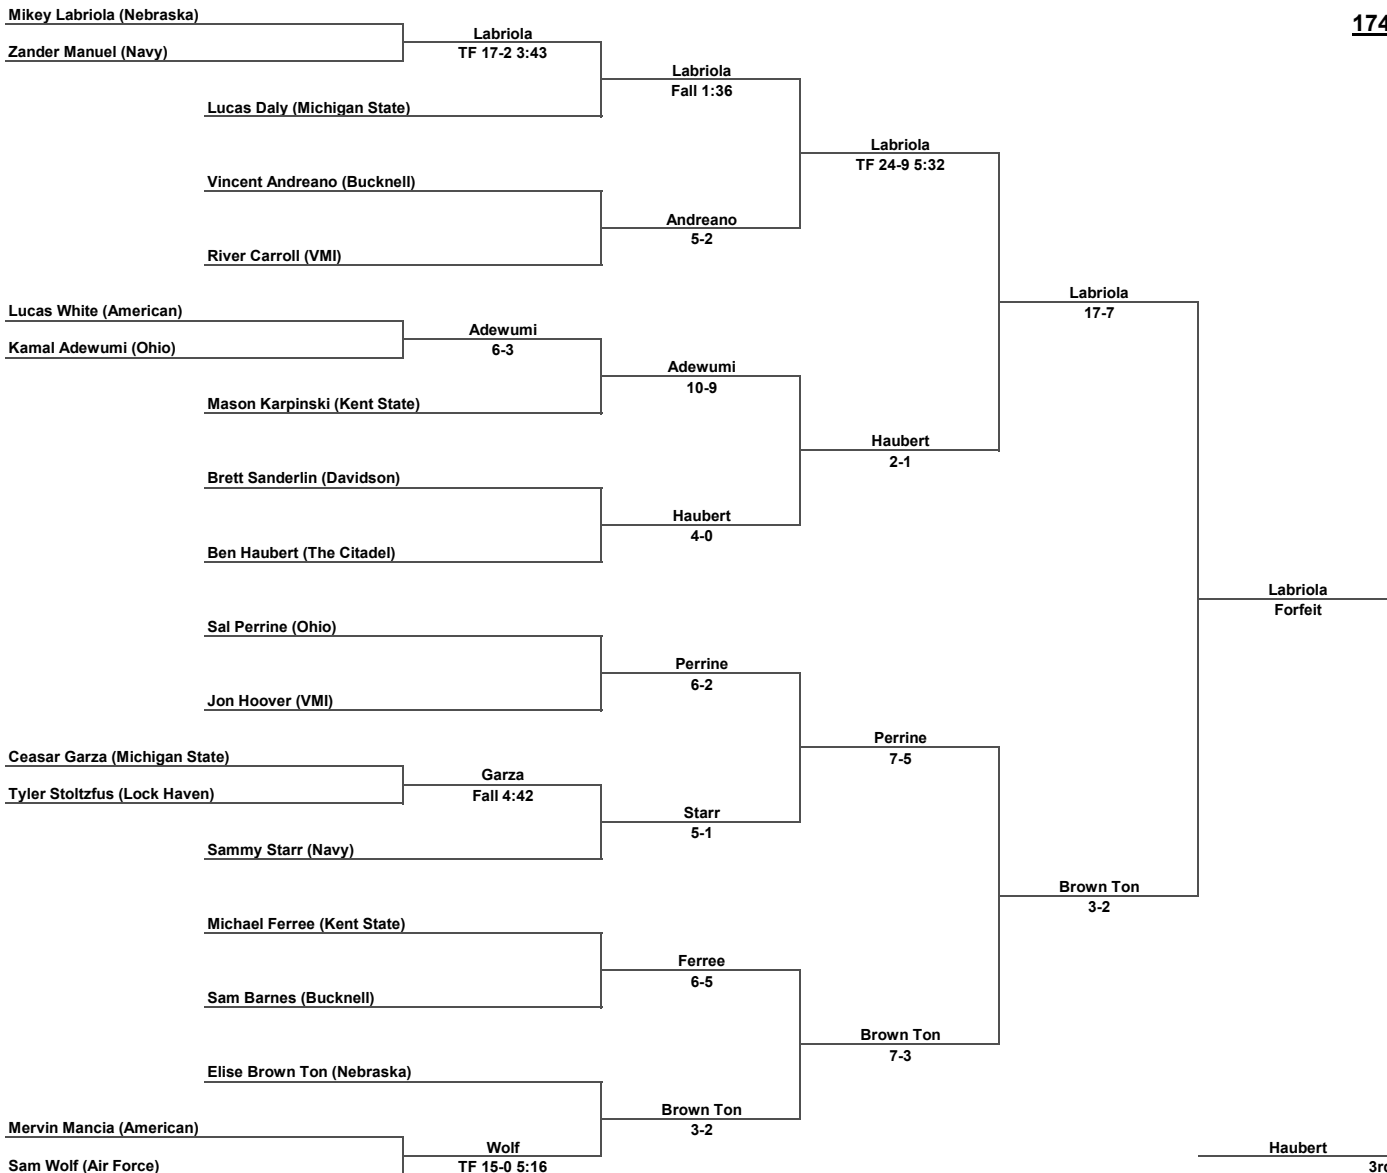 Mikey Labriola (Nebraska)
174
Labriola
Zander Manuel (Navy)
TF 17-2 3:43
Labriola
Fall 1:36
Lucas Daly (Michigan State)
Labriola
TF 24-9 5:32
Vincent Andreano (Bucknell)
Andreano
5-2
River Carroll (VMI)
Labriola
17-7
Lucas White (American)
Adewumi
Kamal Adewumi (Ohio)
6-3
Adewumi
10-9
Mason Karpinski (Kent State)
Haubert
2-1
Brett Sanderlin (Davidson)
Haubert
4-0
Ben Haubert (The Citadel)
Labriola
Forfeit
Sal Perrine (Ohio)
Perrine
6-2
Jon Hoover (VMI)
Perrine
7-5
Ceasar Garza (Michigan State)
Garza
Tyler Stoltzfus (Lock Haven)
Fall 4:42
Starr
5-1
Sammy Starr (Navy)
Brown Ton
3-2
Michael Ferree (Kent State)
Ferree
6-5
Sam Barnes (Bucknell)
Brown Ton
7-3
Elise Brown Ton (Nebraska)
Brown Ton
3-2
Mervin Mancia (American)
Wolf
Haubert
Sam Wolf (Air Force)
TF 15-0 5:16
3rd